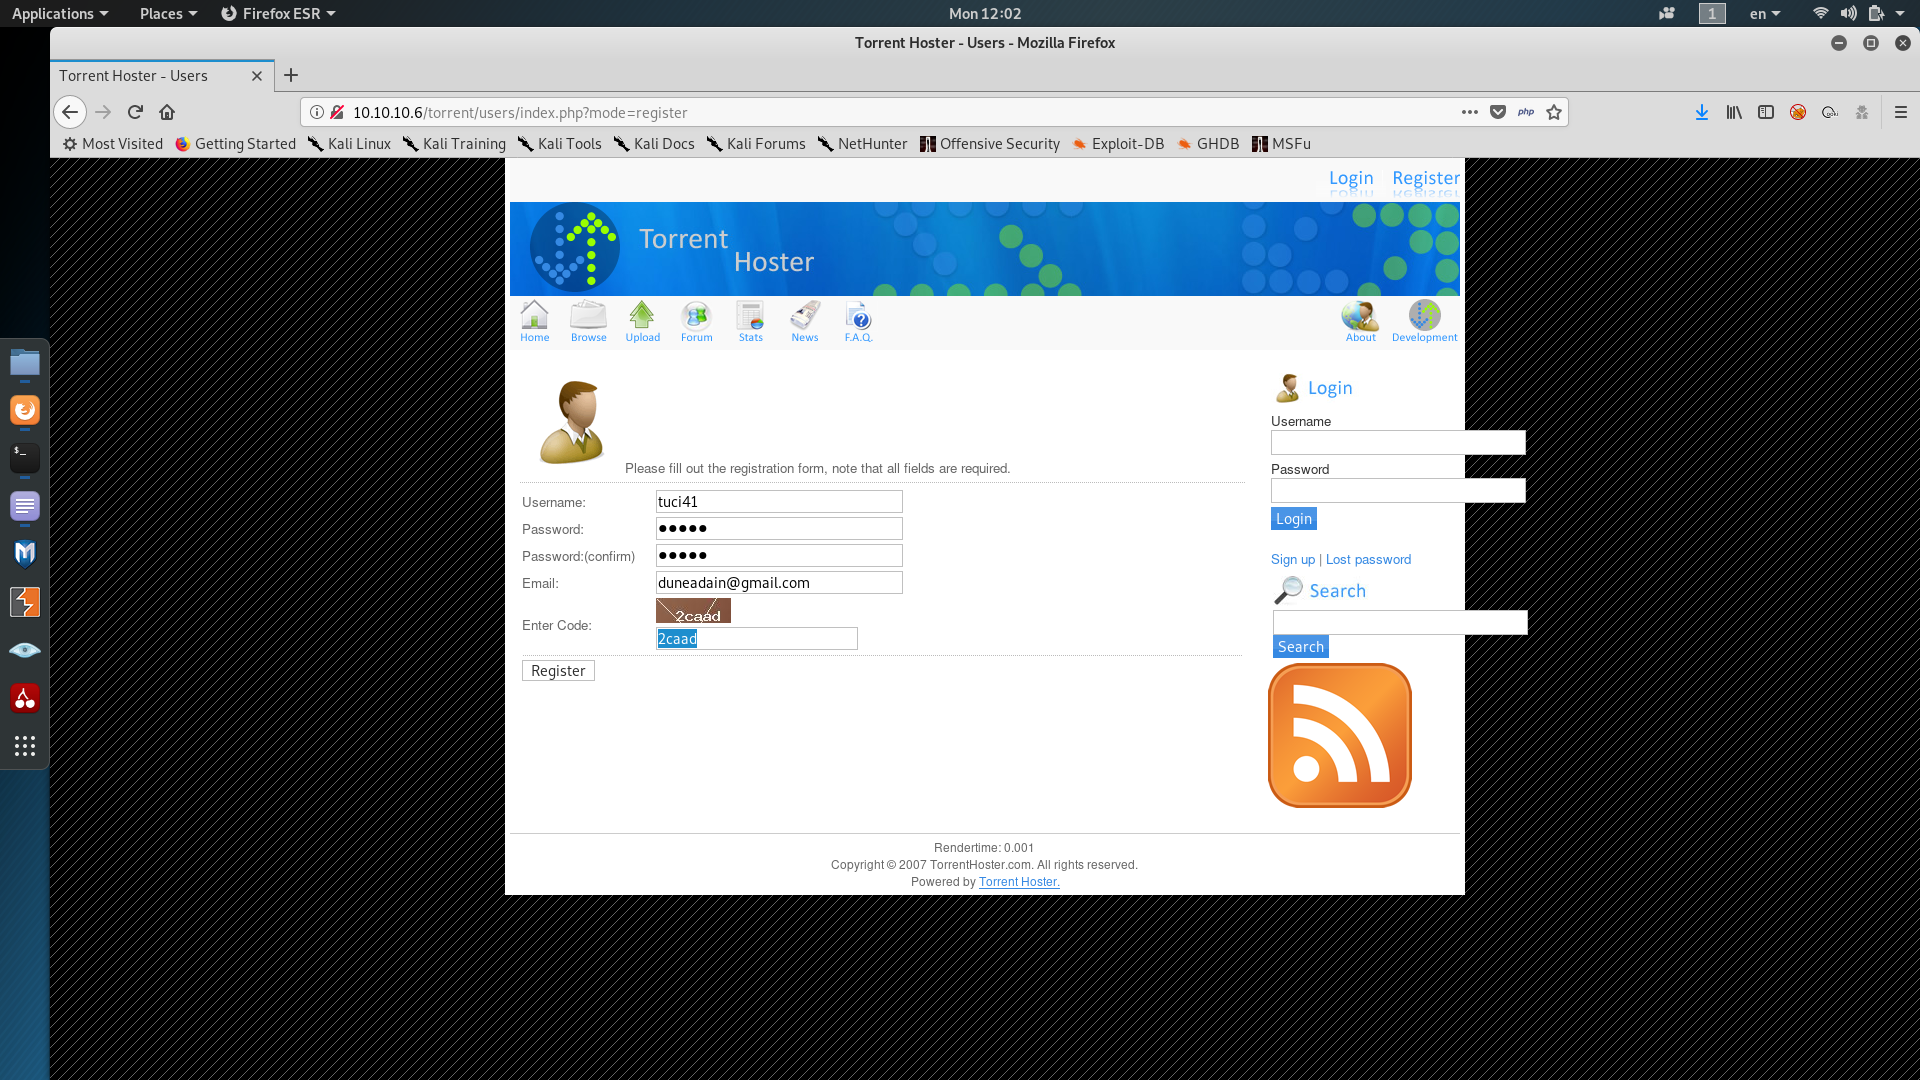 Applications Places Firefox ESR Mon 12:02 1 en
Torrent Hoster - Users - Mozilla Firefox
Torrent Hoster - Users
10.10.10.6/torrent/users/index.php?mode=register php
Most Visited Getting Started Kali Linux Kali Training Kali Tools Kali Docs Kali Forums NetHunter Offensive Security Exploit-DB GHDB MSFu
Login Register
Torrent
Hoster
Home Browse Upload Forum Stats News F.A.Q. About Development
Please fill out the registration form, note that all fields are required.
Username: tuci41
Password: ●●●●●
Password:(confirm) ●●●●●
Email: duneadain@gmail.com
2caad
Enter Code:
2caad
Register
Login
Username
Password
Login
Sign up | Lost password
Search
Search
Rendertime: 0.001
Copyright © 2007 TorrentHoster.com. All rights reserved.
Powered by Torrent Hoster.